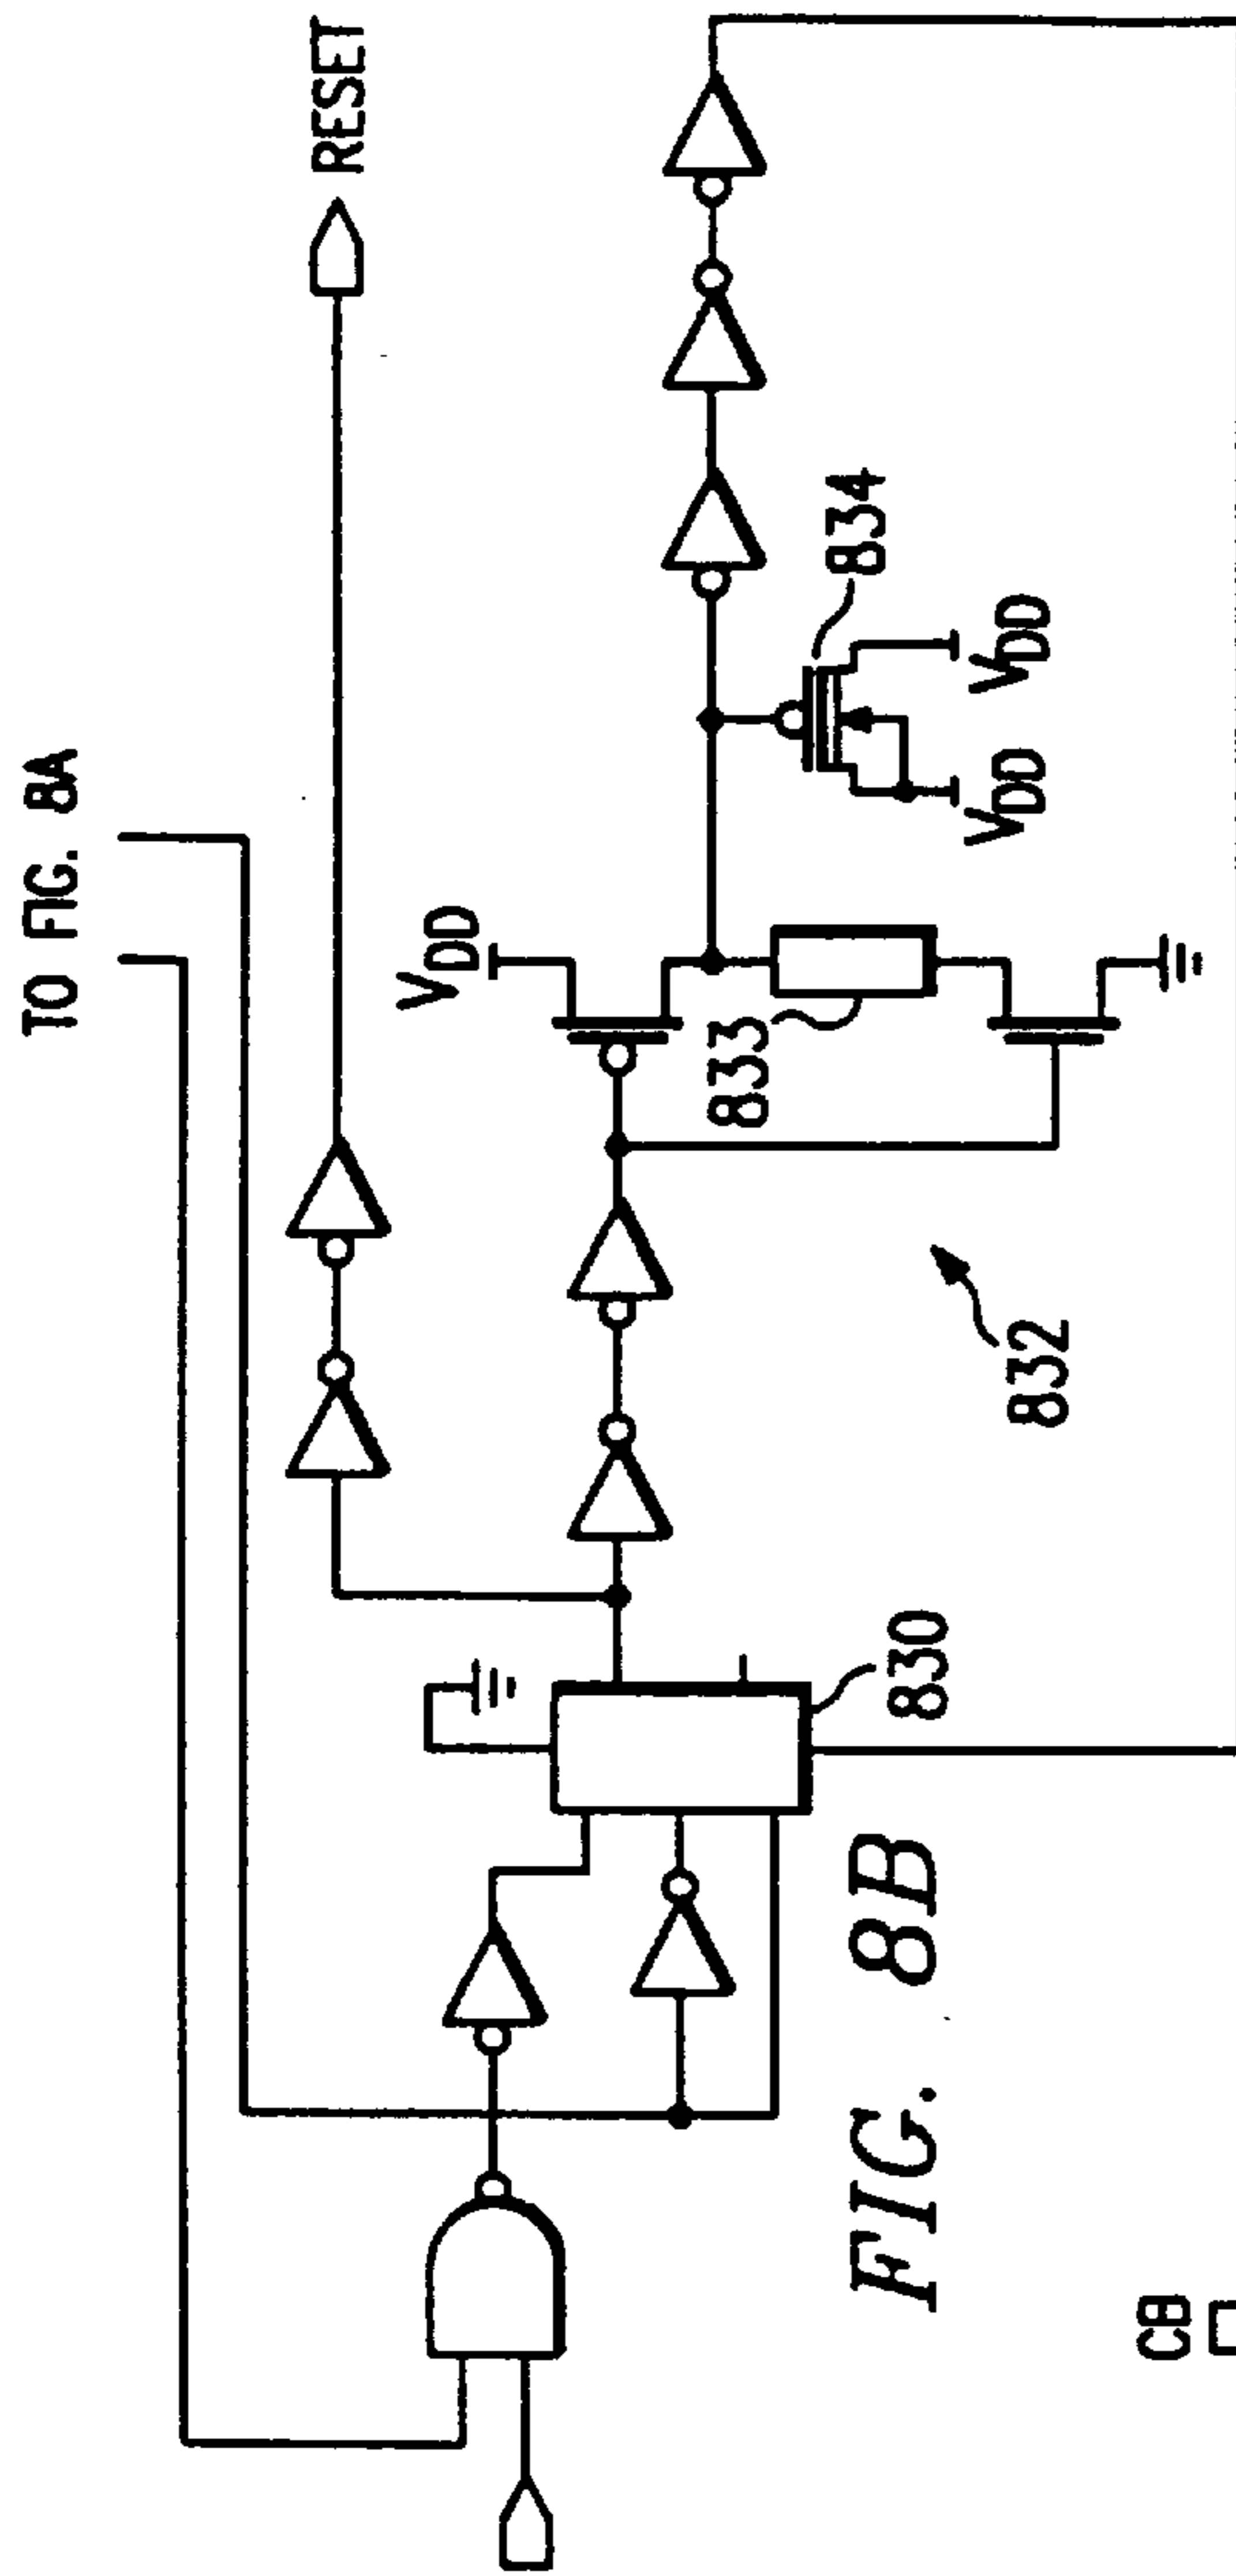 TO FIG. 8A
RESET
VDD
833
834
VDD
VDD
832
830
FIG. 8B
CB